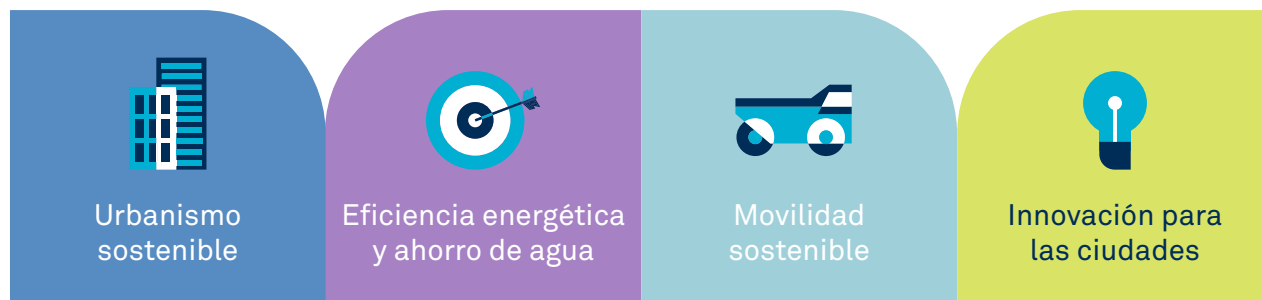 Urbanismo
sostenible
Eficiencia energética
y ahorro de agua
Movilidad
sostenible
Innovación para
las ciudades